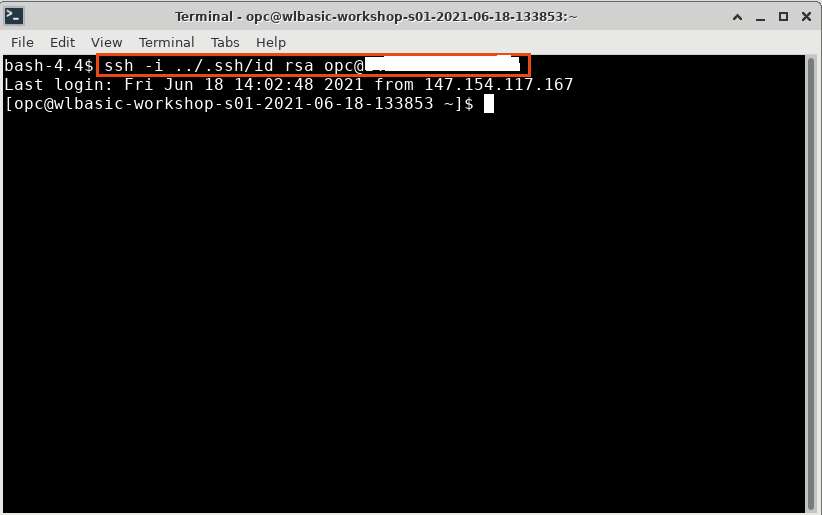 Terminal - opc@wlbasic-workshop-s01-2021-06-18-133853:~
File Edit View Terminal Tabs Help
bash-4.4$ ssh -i ../.ssh/id rsa opc@
Last login: Fri Jun 18 14:02:48 2021 from 147.154.117.167
[opc@wlbasic-workshop-s01-2021-06-18-133853 ~]$